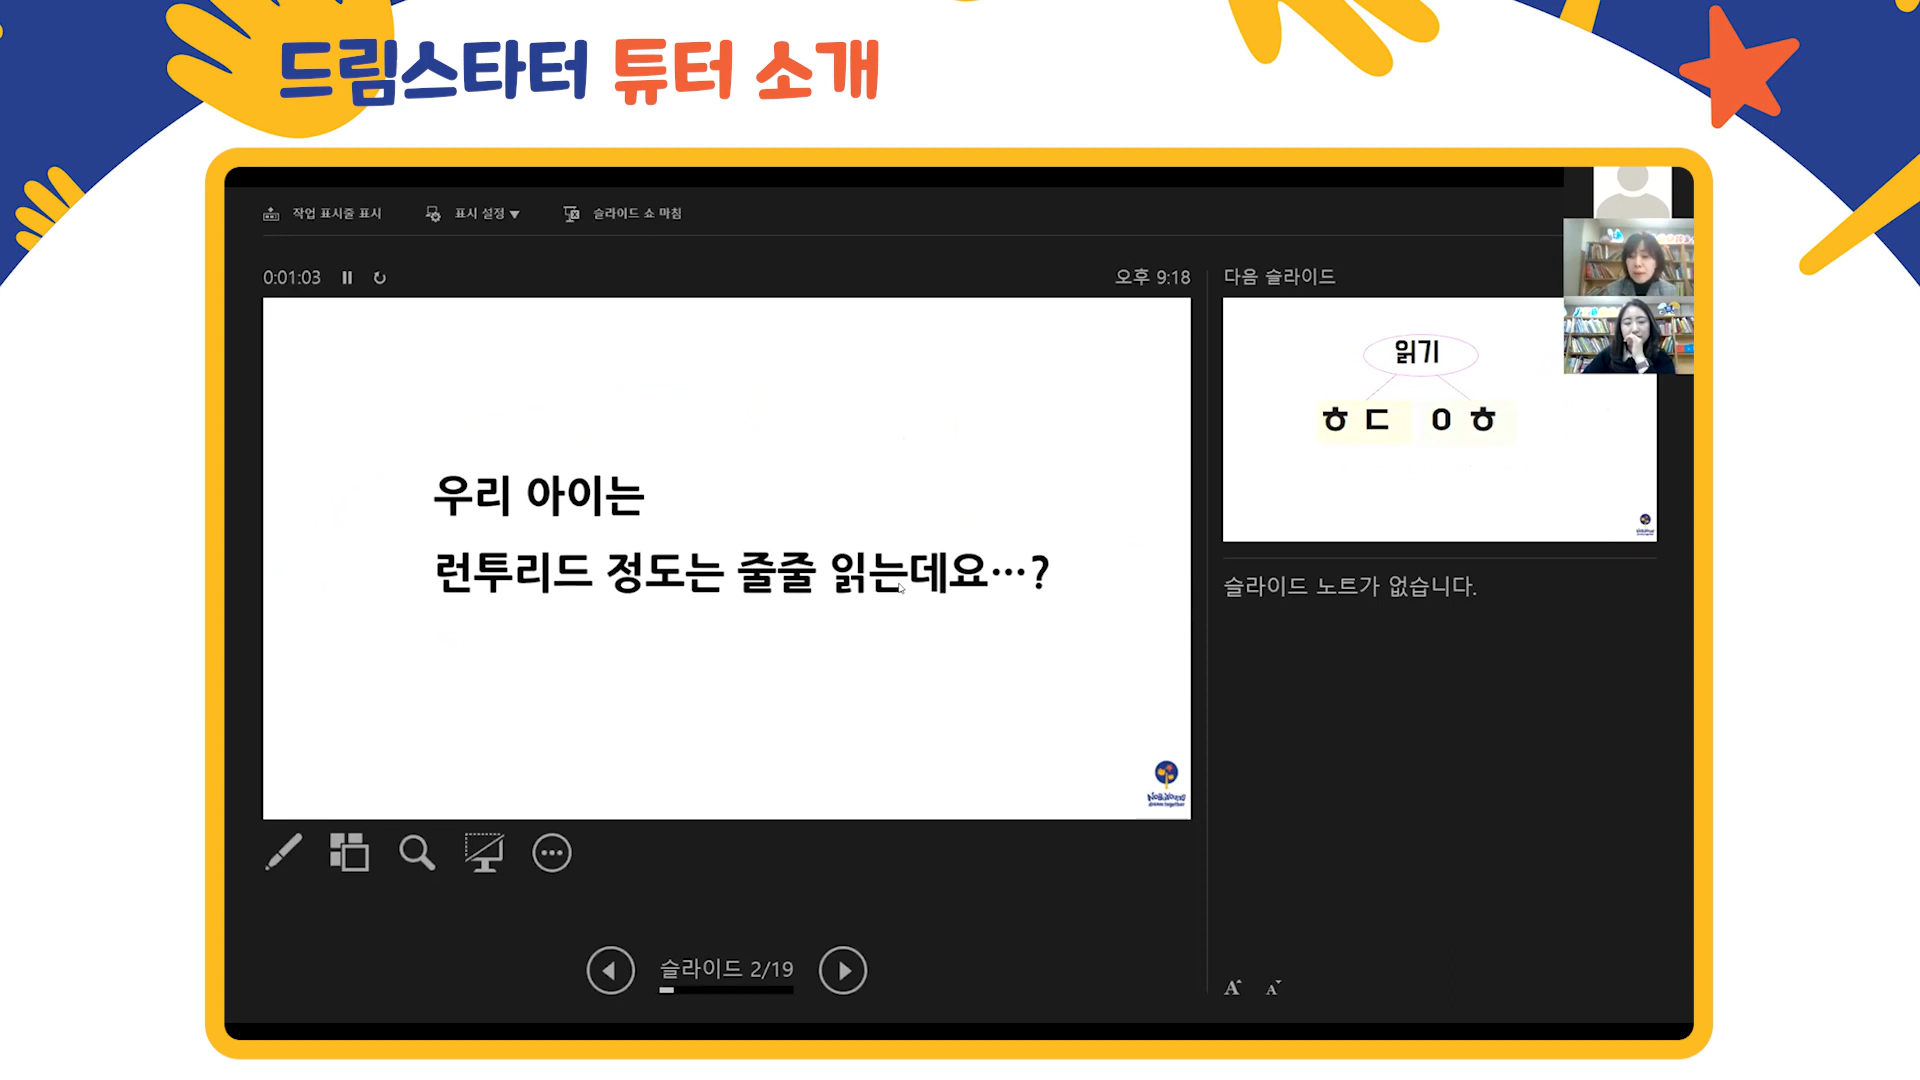 드림스타터 튜터 소개
작업 표시줄 표시 표시 설정 ▼ 슬라이드 쇼 마침
0:01:03 오후 9:18
다음 슬라이드
우리 아이는
런투리드 정도는 줄줄 읽는데요…?
읽기
ㅎ ㄷ ㅇ ㅎ
슬라이드 노트가 없습니다.
슬라이드 2/19
A A